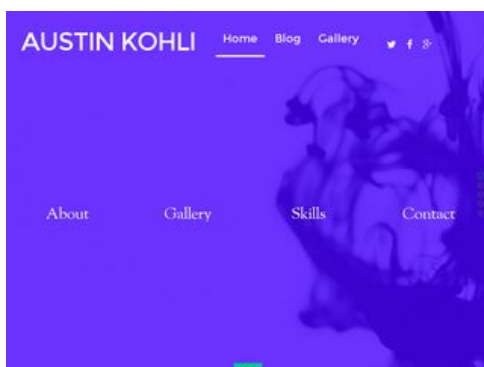 AUSTIN KOHLI Home Blog Gallery
About Gallery Skills Contact